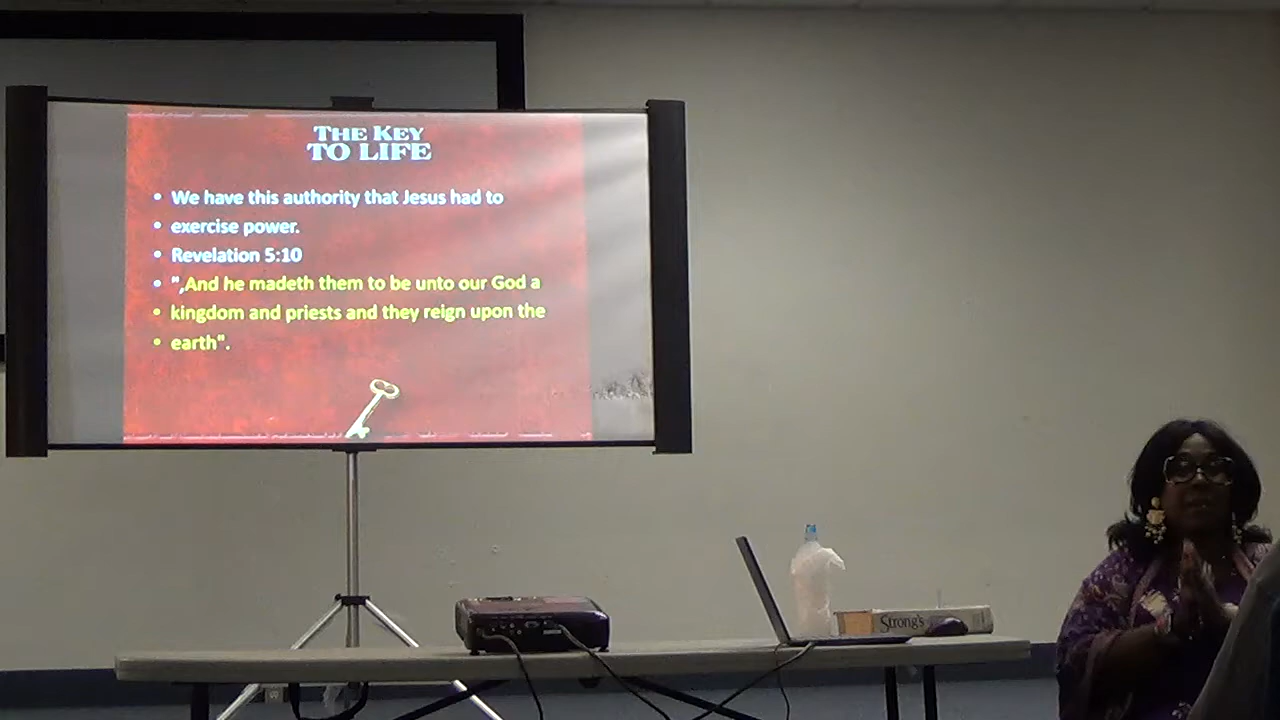 THE KEY
TO LIFE
• We have this authority that Jesus had to
• exercise power.
• Revelation 5:10
• ",And he madeth them to be unto our God a
• kingdom and priests and they reign upon the
• earth".
Strong's